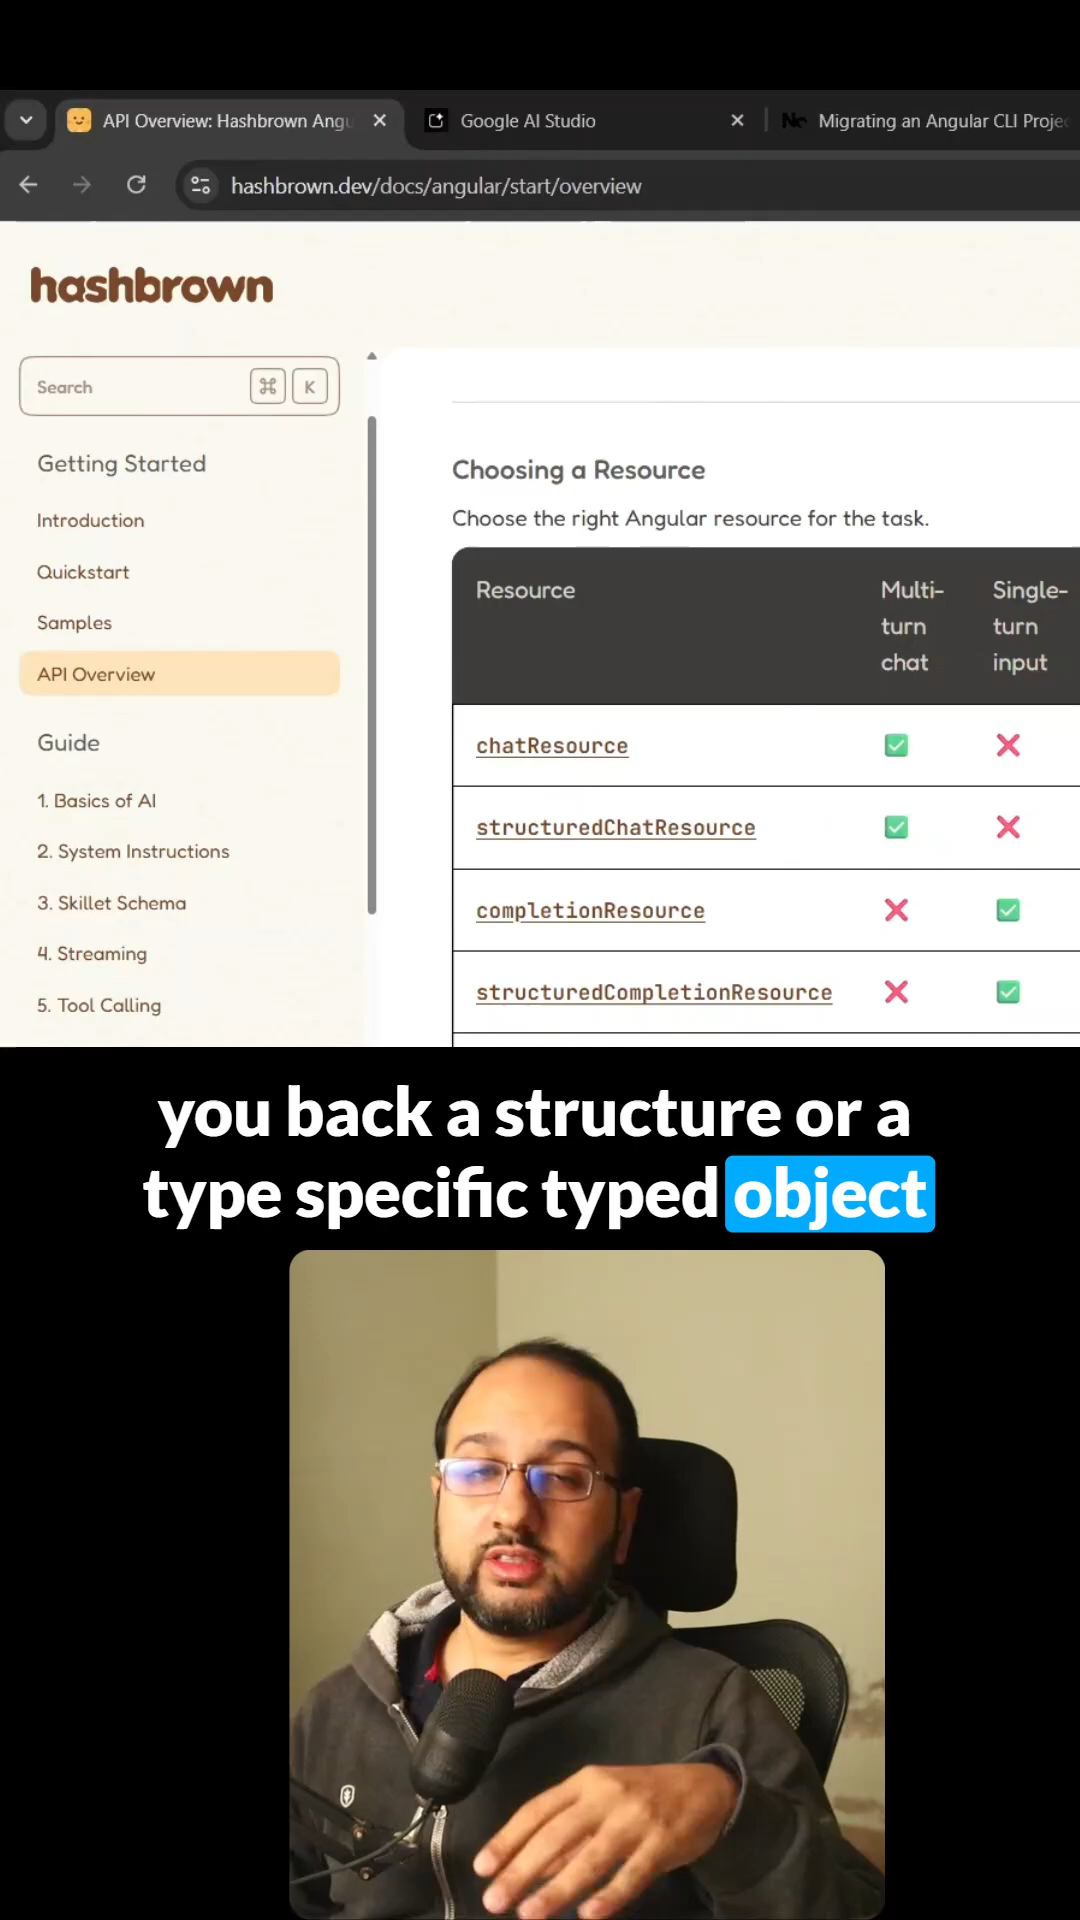 API Overview: Hashbrown Angu
Google AI Studio
Migrating an Angular CLI Proje
hashbrown.dev/docs/angular/start/overview
hashbrown
Search
⌘ K
Getting Started
Introduction
Quickstart
Samples
API Overview
Guide
1. Basics of AI
2. System Instructions
3. Skillet Schema
4. Streaming
5. Tool Calling
Choosing a Resource
Choose the right Angular resource for the task.
Resource
Multi-
turn
chat
Single-
turn
input
chatResource
structuredChatResource
completionResource
structuredCompletionResource
you back a structure or a
type specific typed object